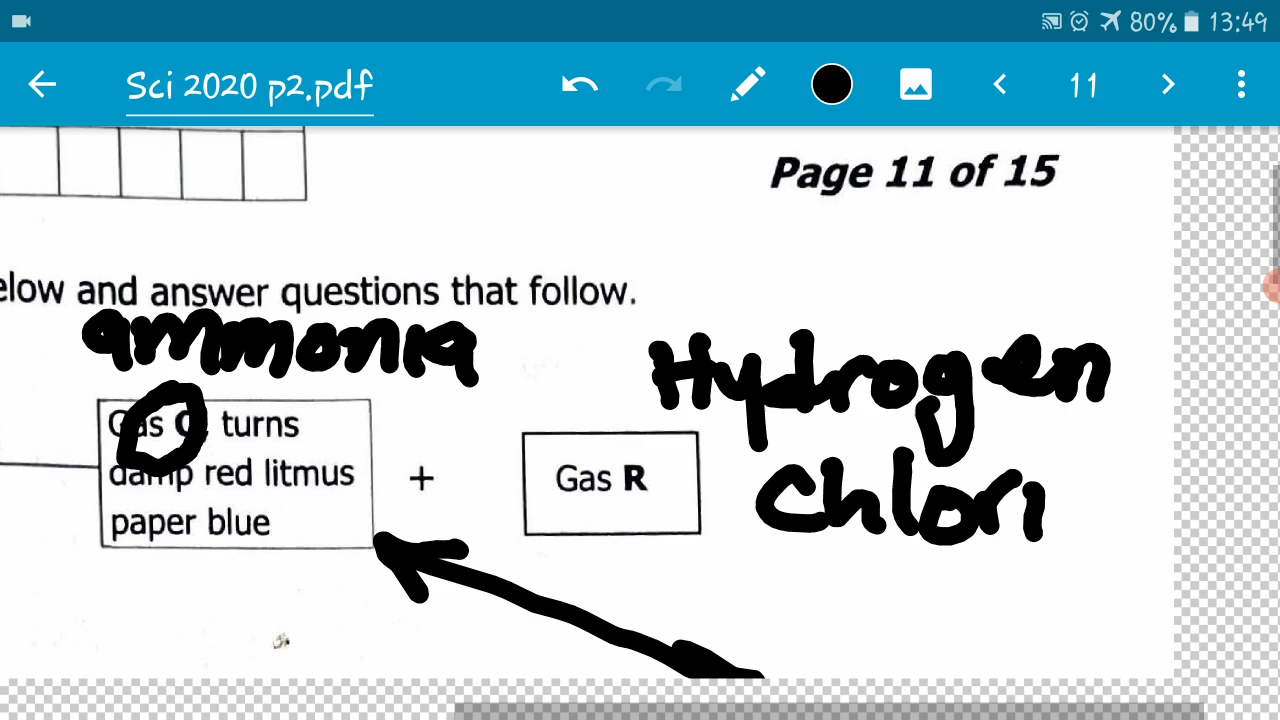 80% 13:49
Sci 2020 p2.pdf 11
Page 11 of 15
elow and answer questions that follow.
ammonia
Hydrogen
Chlori
Gas turns
damp red litmus
paper blue
+
Gas R